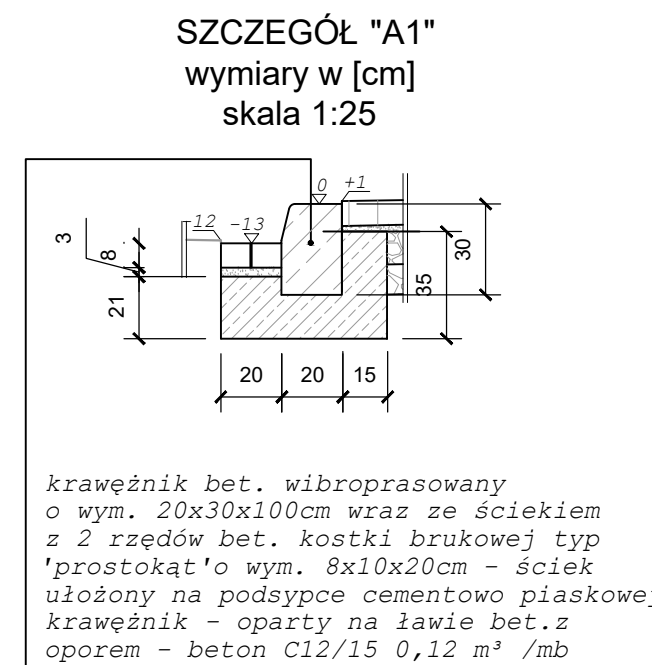 SZCZEGÓŁ "A1"
wymiary w [cm]
skala 1:25
0 +1
12 -13
3
8
21
30
35
20 20 15
krawężnik bet. wibroprasowany
o wym. 20x30x100cm wraz ze ściekiem
z 2 rzędów bet. kostki brukowej typ
'prostokąt'o wym. 8x10x20cm – ściek
ułożony na podsypce cementowo piaskowej
krawężnik – oparty na ławie bet.z
oporem – beton C12/15 0,12 m³ /mb